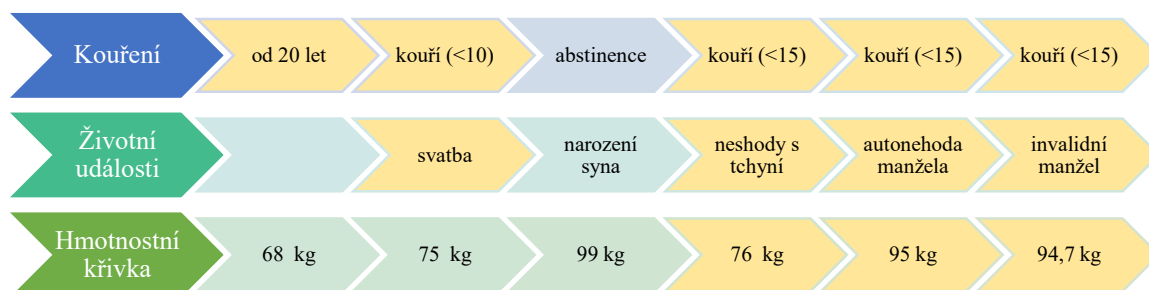 Kouření
od 20 let
kouří (<10)
abstinence
kouří (<15)
kouří (<15)
kouří (<15)
Životní
události
svatba
narození
syna
neshody s
tchyní
autonehoda
manžela
invalidní
manžel
Hmotnostní
křivka
68 kg
75 kg
99 kg
76 kg
95 kg
94,7 kg